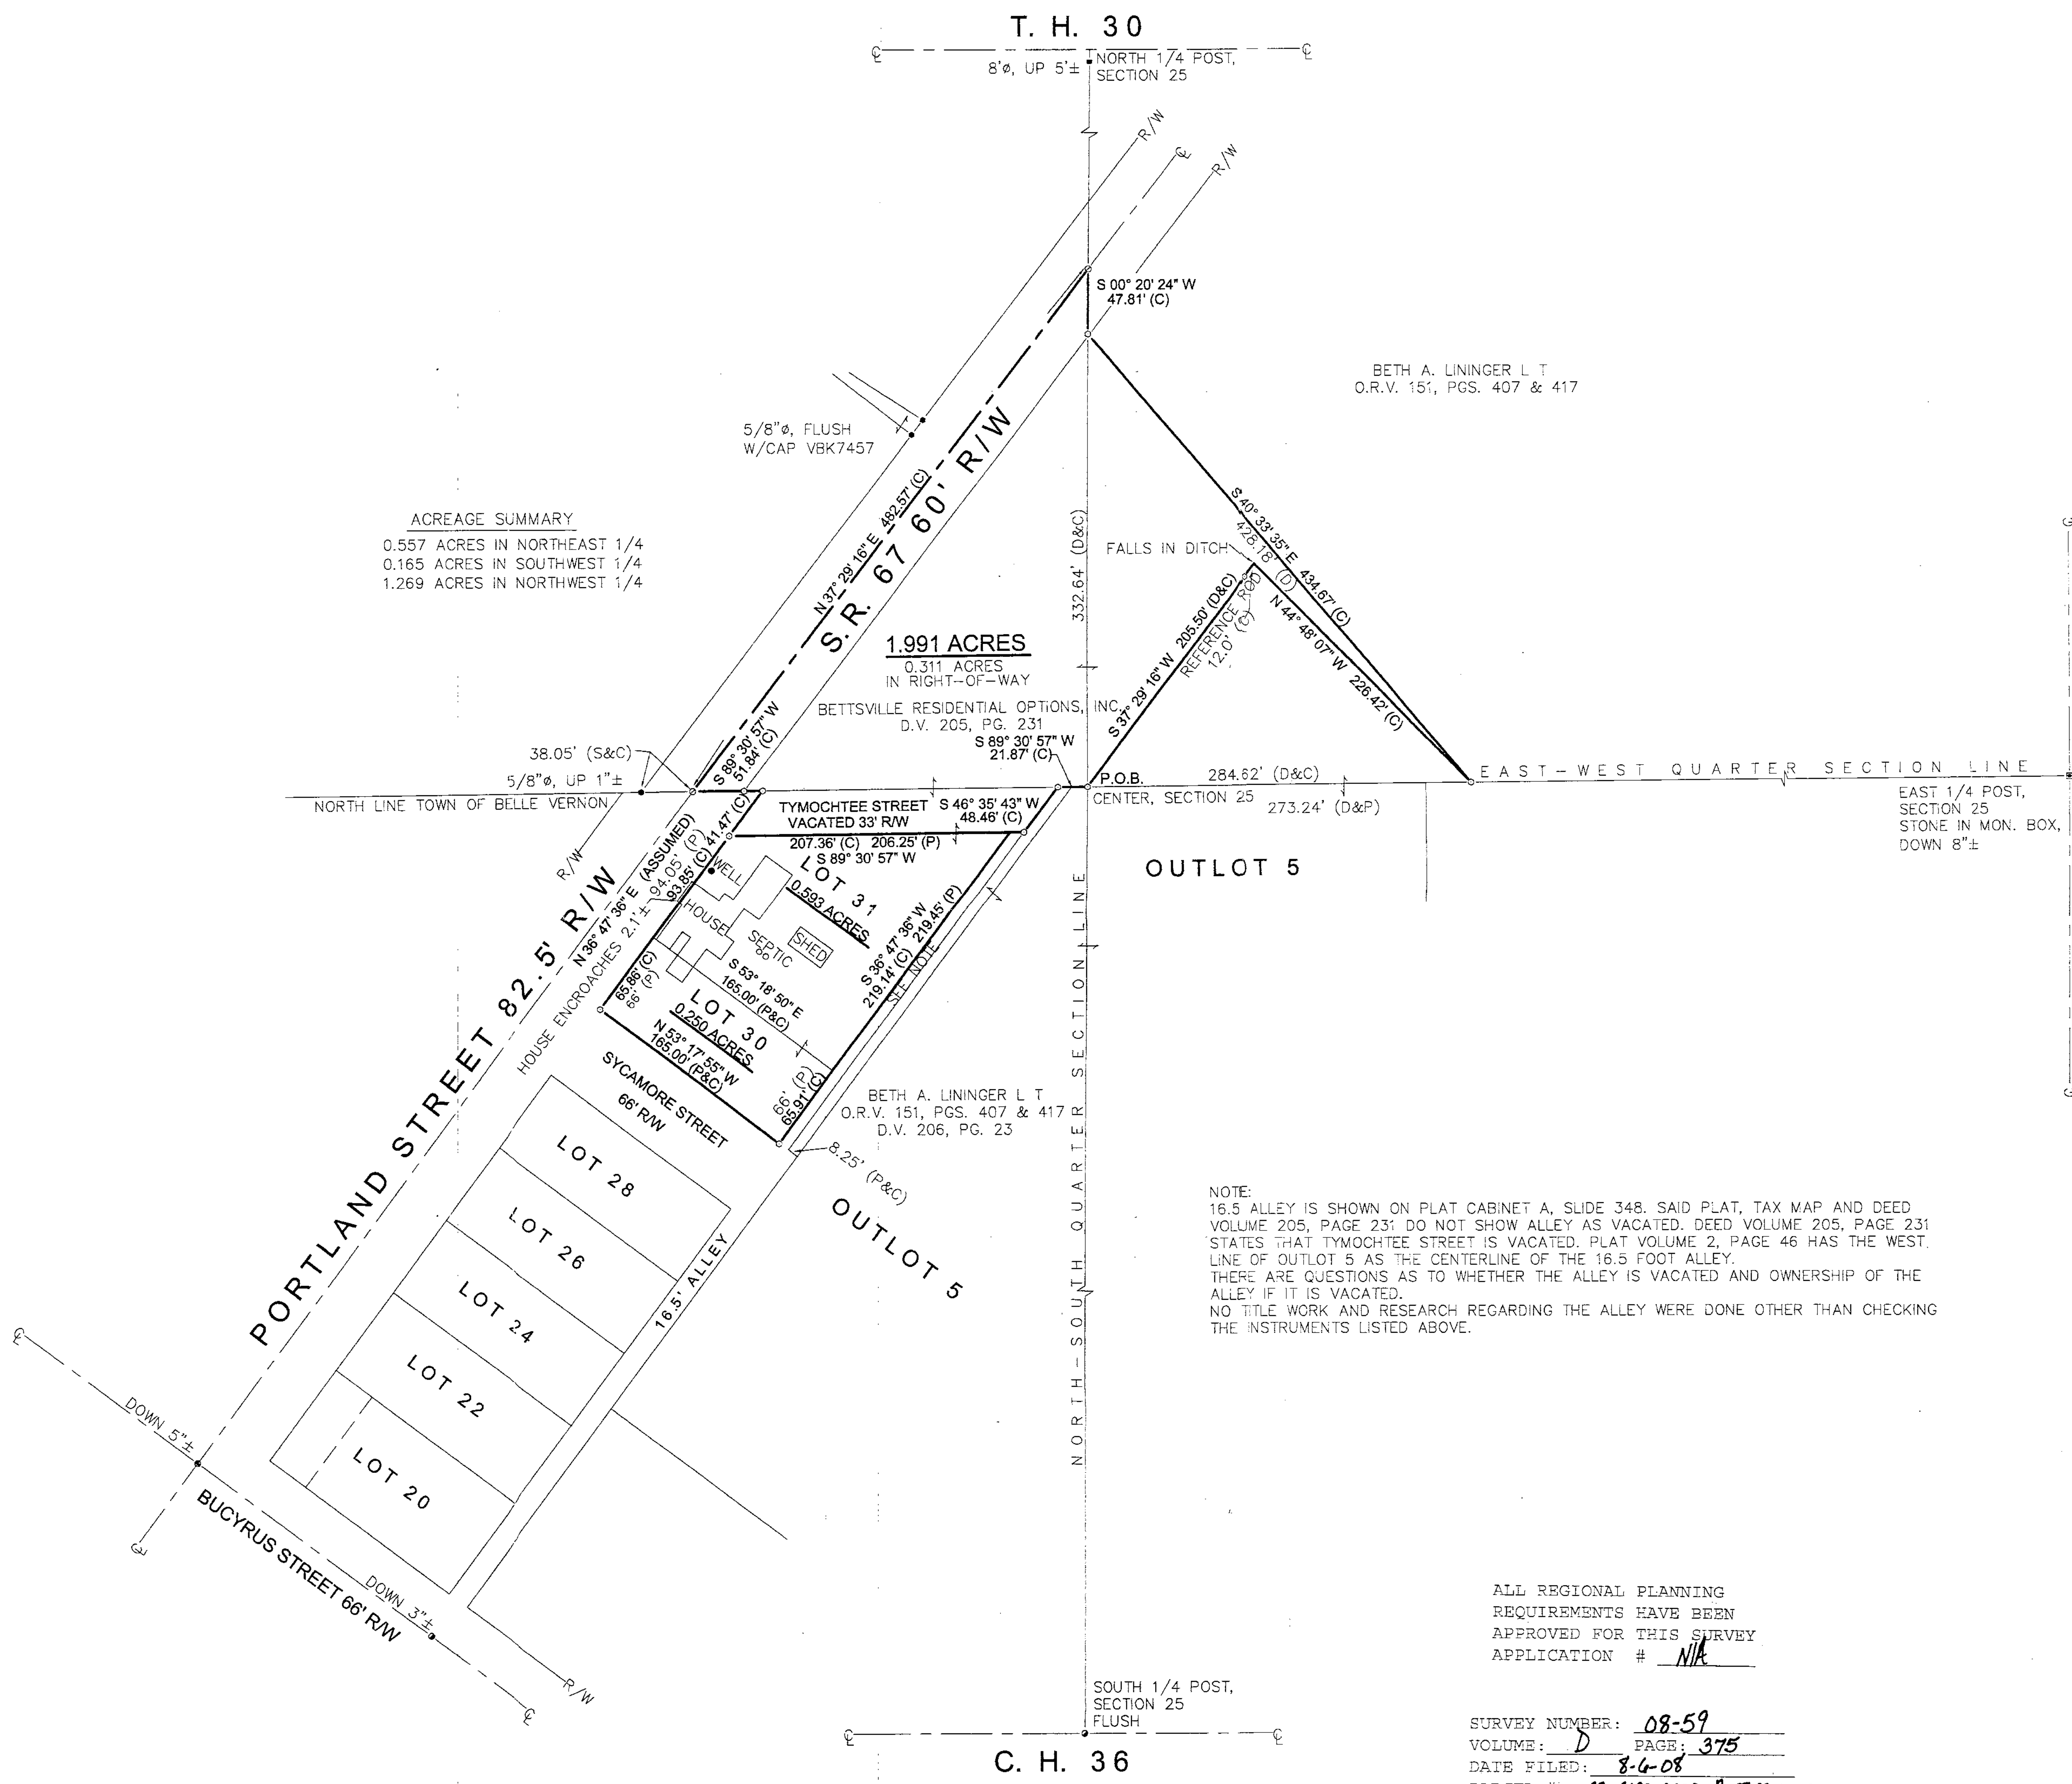 T. H. 30
8'ø, UP 5'±
NORTH 1/4 POST,
SECTION 25
R/W
R/W
S 00° 20' 24" W
47.81' (C)
BETH A. LININGER L T
O.R.V. 151, PGS. 407 & 417
5/8"ø, FLUSH
W/CAP VBK7457
N 37° 29' 16" E 482.57' (C)
S.R. 67 60' R/W
ACREAGE SUMMARY
0.557 ACRES IN NORTHEAST 1/4
0.165 ACRES IN SOUTHWEST 1/4
1.269 ACRES IN NORTHWEST 1/4
332.64' (D&C)
FALLS IN DITCH
S 40° 33' 35" E 434.67' (C)
428.18' (D)
N 44° 48' 07" W 226.42' (C)
S 37° 29' 16" W 205.50' (D&C)
REFERENCE ROD
12.0' (C)
1.991 ACRES
0.311 ACRES
IN RIGHT-OF-WAY
BETTSVILLE RESIDENTIAL OPTIONS, INC.
D.V. 205, PG. 231
S 89° 30' 57" W
21.87' (C)
S 89° 30' 57" W
51.84' (C)
38.05' (S&C)
5/8"ø, UP 1"±
NORTH LINE TOWN OF BELLE VERNON
P.O.B.
CENTER, SECTION 25
284.62' (D&C)
273.24' (D&P)
EAST-WEST QUARTER SECTION LINE
EAST 1/4 POST,
SECTION 25
STONE IN MON. BOX,
DOWN 8"±
TYMOCHTEE STREET
VACATED 33' R/W
S 46° 35' 43" W
48.46' (C)
207.36' (C) 206.25' (P)
S 89° 30' 57" W
41.47' (C)
R/W
N 36° 47' 36" E (ASSUMED)
94.05' (P)
93.85' (C)
HOUSE ENCROACHES 2.1'±
WELL
HOUSE
SEPTIC
SHED
LOT 31
0.593 ACRES
OUTLOT 5
S 36° 47' 36" W
219.14' (C) 219.45' (P)
SEE NOTE
S 53° 18' 50" E
165.00' (P&C)
65.86' (C)
66' (P)
LOT 30
0.250 ACRES
N 53° 17' 55" W
165.00' (P&C)
66' (P)
65.91' (C)
PORTLAND STREET 82.5' R/W
SYCAMORE STREET
66' R/W
BETH A. LININGER L T
O.R.V. 151, PGS. 407 & 417
D.V. 206, PG. 23
8.25' (P&C)
OUTLOT 5
NORTH-SOUTH QUARTER SECTION LINE
LOT 28
LOT 26
LOT 24
LOT 22
LOT 20
16.5' ALLEY
NOTE:
16.5 ALLEY IS SHOWN ON PLAT CABINET A, SLIDE 348. SAID PLAT, TAX MAP AND DEED
VOLUME 205, PAGE 231 DO NOT SHOW ALLEY AS VACATED. DEED VOLUME 205, PAGE 231
STATES THAT TYMOCHTEE STREET IS VACATED. PLAT VOLUME 2, PAGE 46 HAS THE WEST
LINE OF OUTLOT 5 AS THE CENTERLINE OF THE 16.5 FOOT ALLEY.
THERE ARE QUESTIONS AS TO WHETHER THE ALLEY IS VACATED AND OWNERSHIP OF THE
ALLEY IF IT IS VACATED.
NO TITLE WORK AND RESEARCH REGARDING THE ALLEY WERE DONE OTHER THAN CHECKING
THE INSTRUMENTS LISTED ABOVE.
DOWN 5"±
BUCYRUS STREET 66' R/W
DOWN 3"±
R/W
SOUTH 1/4 POST,
SECTION 25
FLUSH
C. H. 36
ALL REGIONAL PLANNING
REQUIREMENTS HAVE BEEN
APPROVED FOR THIS SURVEY
APPLICATION # N/A
SURVEY NUMBER: 08-59
VOLUME: D PAGE: 375
DATE FILED: 8-6-08